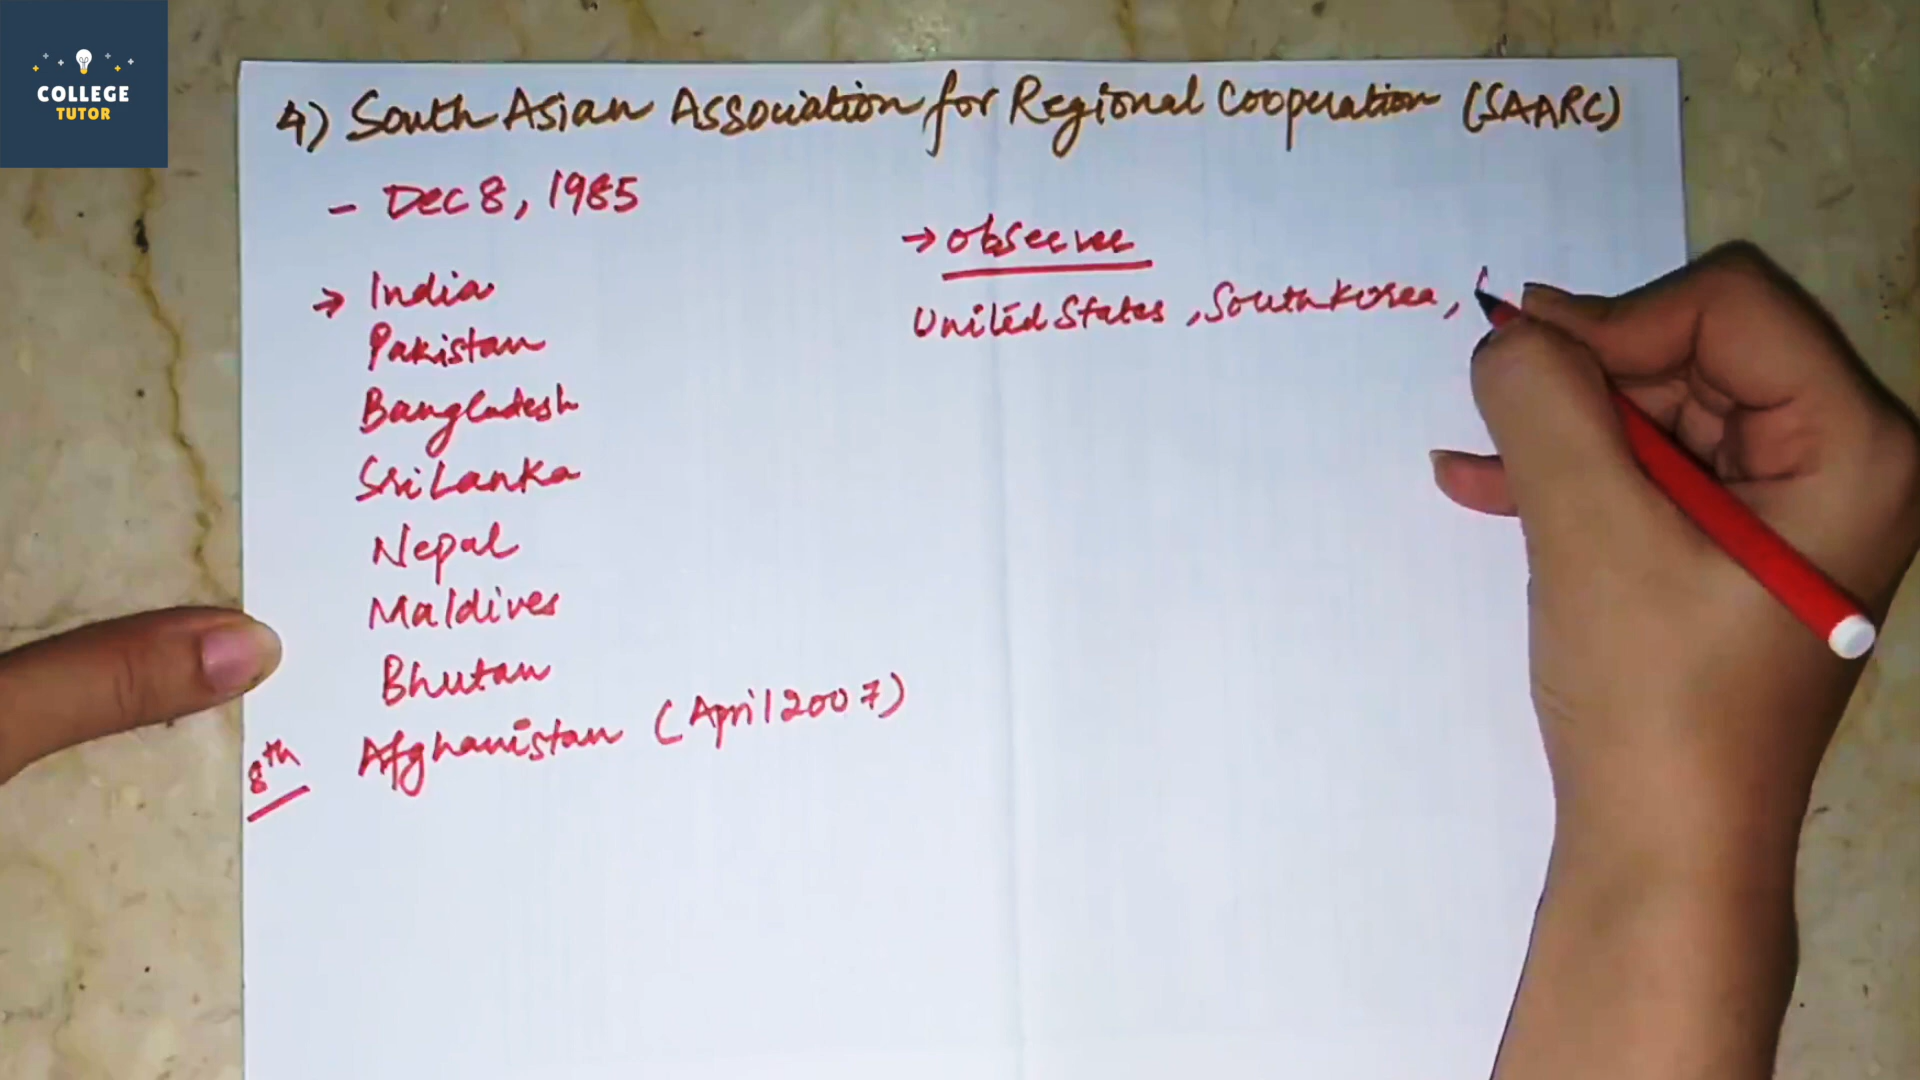 COLLEGE
TUTOR
4) South Asian Association for Regional Cooperation (SAARC)
- Dec 8, 1985
→ India
Pakistan
Bangladesh
Sri Lanka
Nepal
Maldives
Bhutan
8th Afghanistan (April 2007)
→ Observer
United States, South Korea,